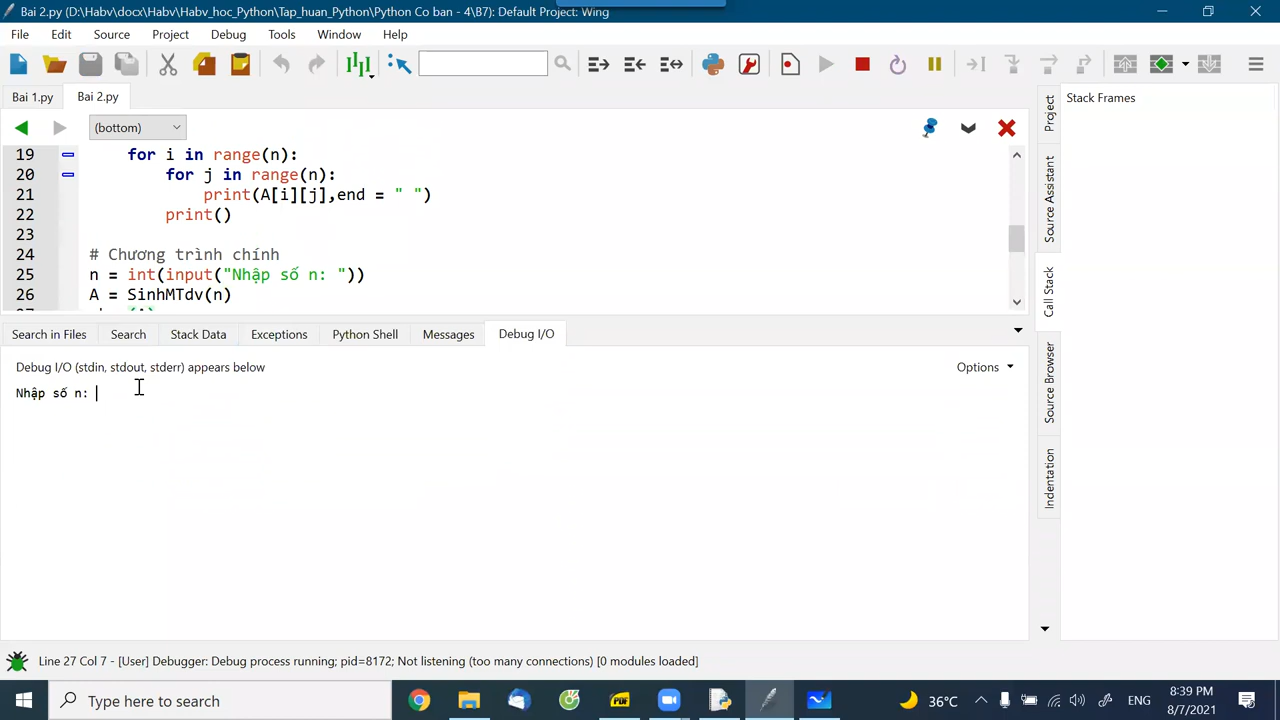 Bai 2.py (D:\Habv\docx\Habv\Habv_hoc_Python\Tap_huan_Python\Python Co ban - 4\B7): Default Project: Wing
File Edit Source Project Debug Tools Window Help
Bai 1.py Bai 2.py
(bottom)
19 for i in range(n):
20 for j in range(n):
21 print(A[i][j],end = " ")
22 print()
23
24 # Chương trình chính
25 n = int(input("Nhập số n: "))
26 A = SinhMTdv(n)
Search in Files Search Stack Data Exceptions Python Shell Messages Debug I/O
Debug I/O (stdin, stdout, stderr) appears below
Options
Nhập số n:
Stack Frames
Project
Source Assistant
Call Stack
Source Browser
Indentation
Line 27 Col 7 - [User] Debugger: Debug process running; pid=8172; Not listening (too many connections) [0 modules loaded]
Type here to search
PDF
36°C
ENG
8:39 PM
8/7/2021